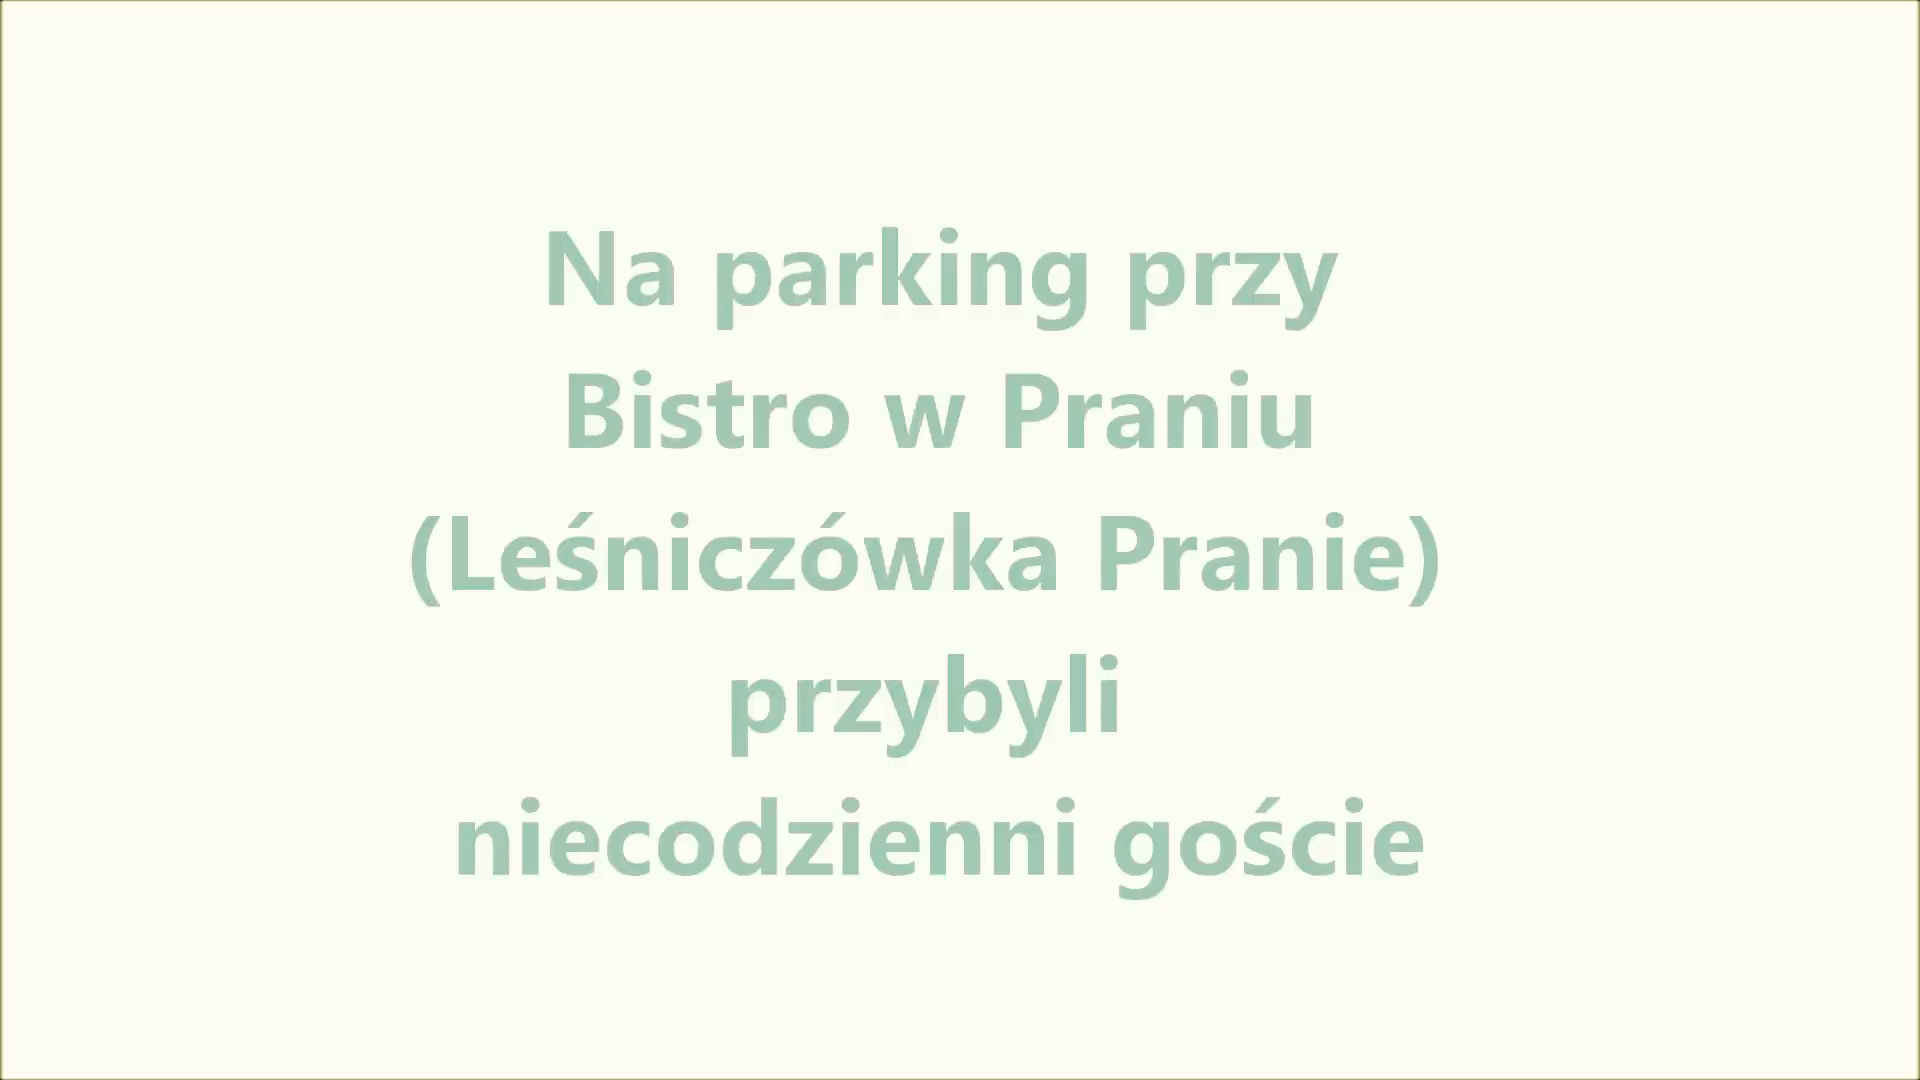 Na parking przy
Bistro w Praniu
(Leśniczówka Pranie)
przybyli
niecodzienni goście